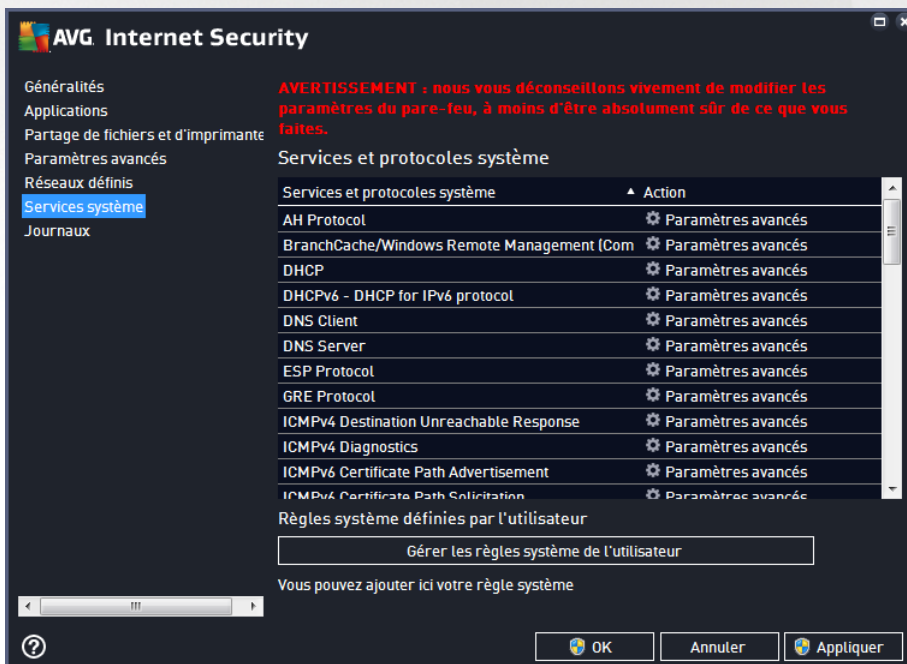 AVG Internet Security
Généralités
Applications
Partage de fichiers et d'imprimante
Paramètres avancés
Réseaux définis
Services système
Journaux
AVERTISSEMENT : nous vous déconseillons vivement de modifier les
paramètres du pare-feu, à moins d'être absolument sûr de ce que vous
faites.
Services et protocoles système
Services et protocoles système Action
AH Protocol Paramètres avancés
BranchCache/Windows Remote Management (Com Paramètres avancés
DHCP Paramètres avancés
DHCPv6 - DHCP for IPv6 protocol Paramètres avancés
DNS Client Paramètres avancés
DNS Server Paramètres avancés
ESP Protocol Paramètres avancés
GRE Protocol Paramètres avancés
ICMPv4 Destination Unreachable Response Paramètres avancés
ICMPv4 Diagnostics Paramètres avancés
ICMPv6 Certificate Path Advertisement Paramètres avancés
ICMPv6 Certificate Path Solicitation Paramètres avancés
Règles système définies par l'utilisateur
Gérer les règles système de l'utilisateur
Vous pouvez ajouter ici votre règle système
? OK Annuler Appliquer